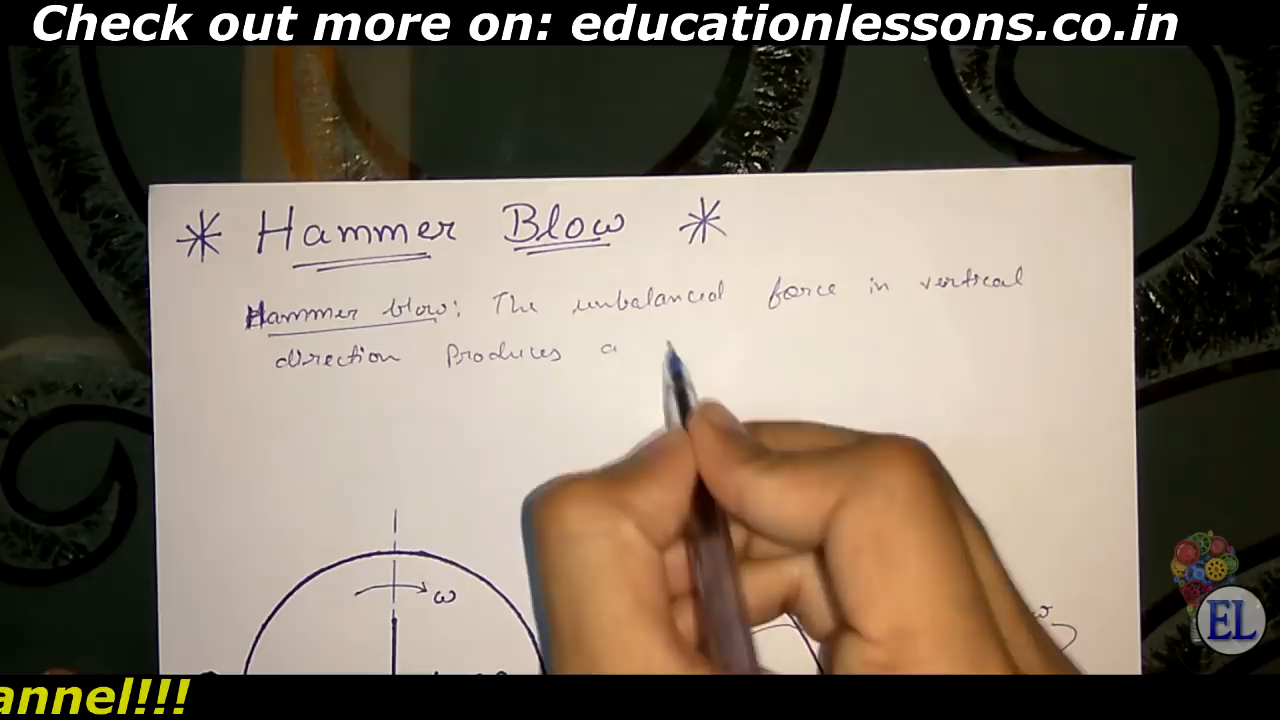 Check out more on: educationlessons.co.in
* Hammer Blow *
Hammer blow: The unbalanced force in vertical
direction Produces a
ω
ω
EL
annel!!!